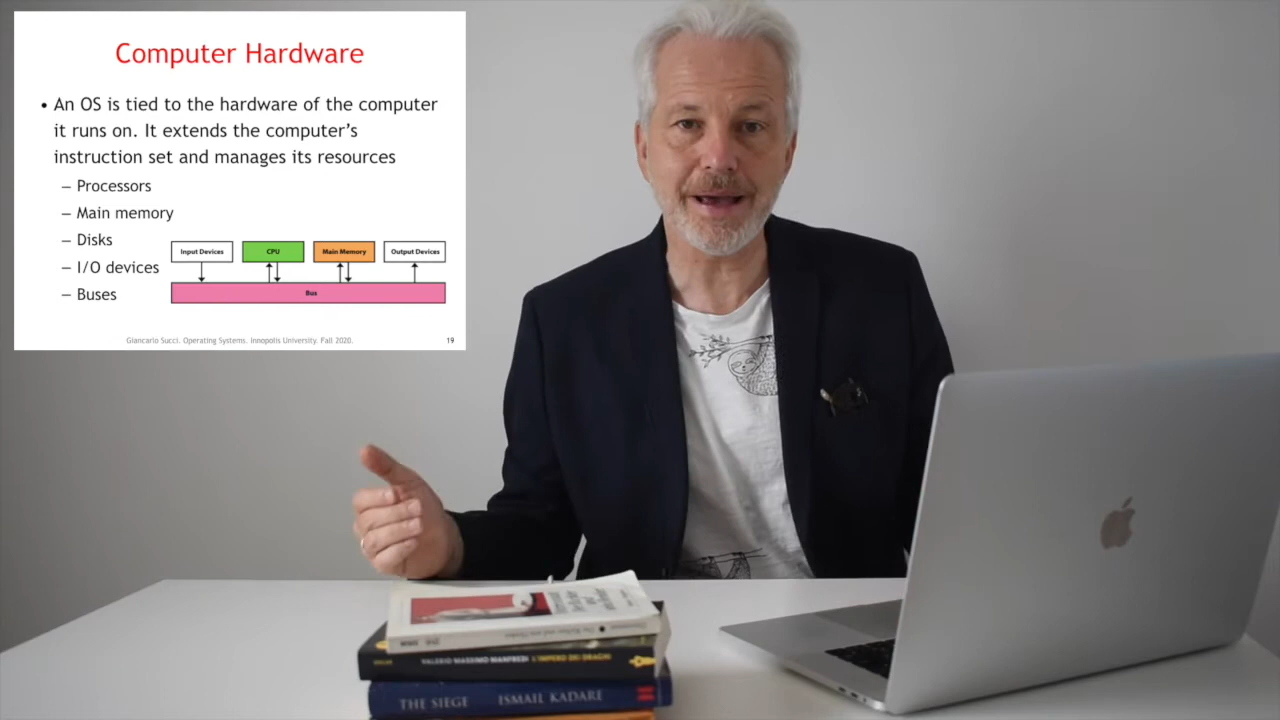 Computer Hardware
• An OS is tied to the hardware of the computer
it runs on. It extends the computer’s
instruction set and manages its resources
– Processors
– Main memory
– Disks
– I/O devices
– Buses
Input Devices
CPU
Main Memory
Output Devices
Bus
Giancarlo Succi. Operating Systems. Innopolis University. Fall 2020.
19
VALERIO MASSIMO MANFREDI L'IMPERO DEI DRAGHI
THE SIEGE ISMAIL KADARE